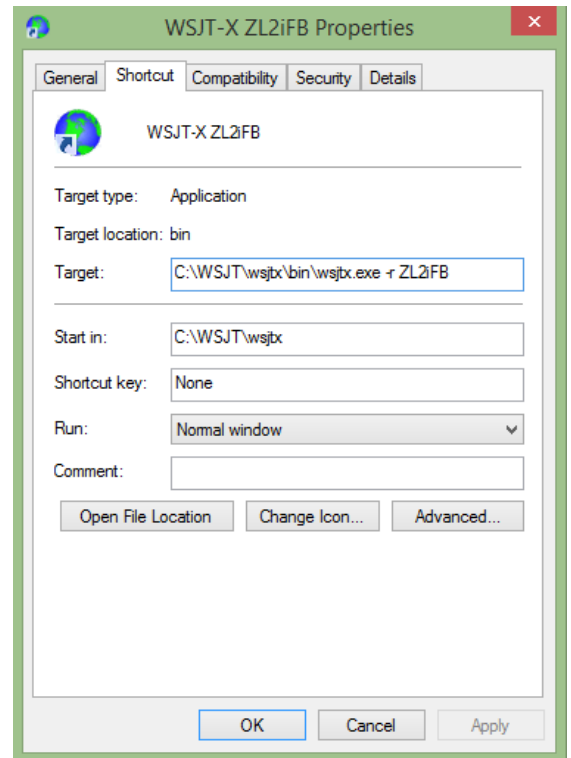 WSJT-X ZL2iFB Properties
General Shortcut Compatibility Security Details
WSJT-X ZL2iFB
Target type: Application
Target location: bin
Target: C:\WSJT\wsjtx\bin\wsjtx.exe -r ZL2iFB
Start in: C:\WSJT\wsjtx
Shortcut key: None
Run: Normal window
Comment:
Open File Location Change Icon... Advanced...
OK Cancel Apply